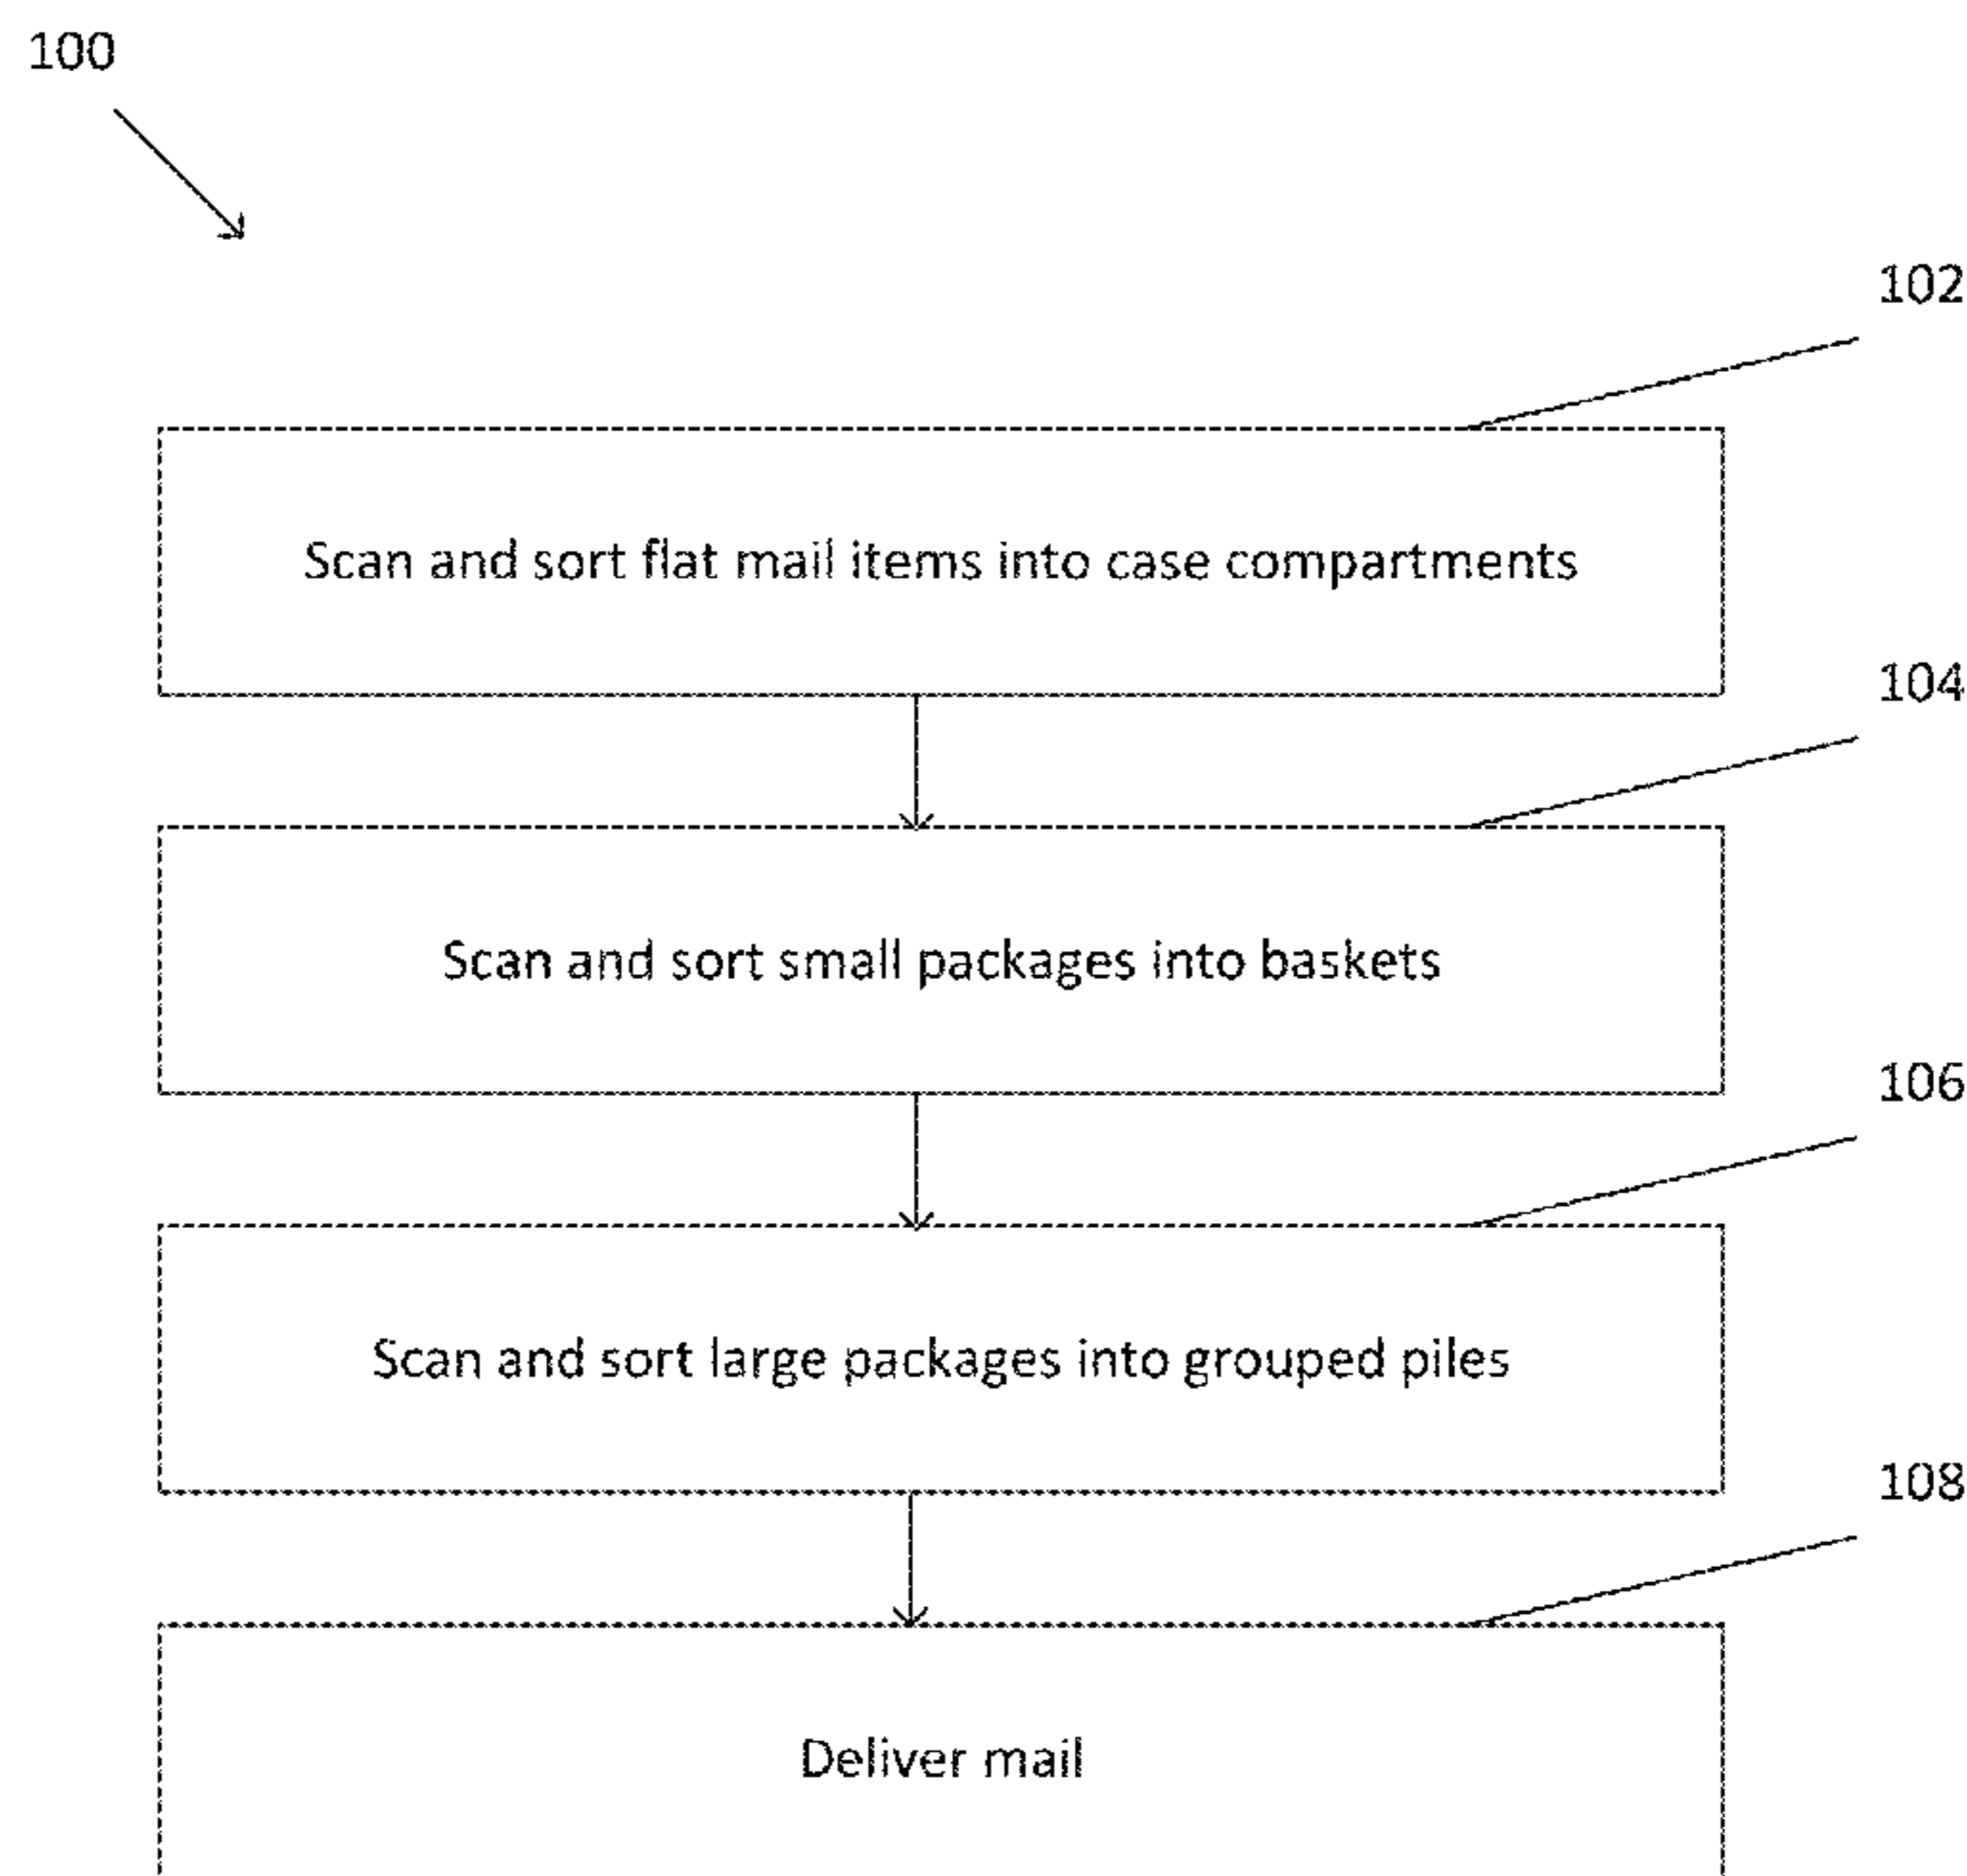 100
102
Scan and sort flat mail items into case compartments
104
Scan and sort small packages into baskets
106
Scan and sort large packages into grouped piles
108
Deliver mail